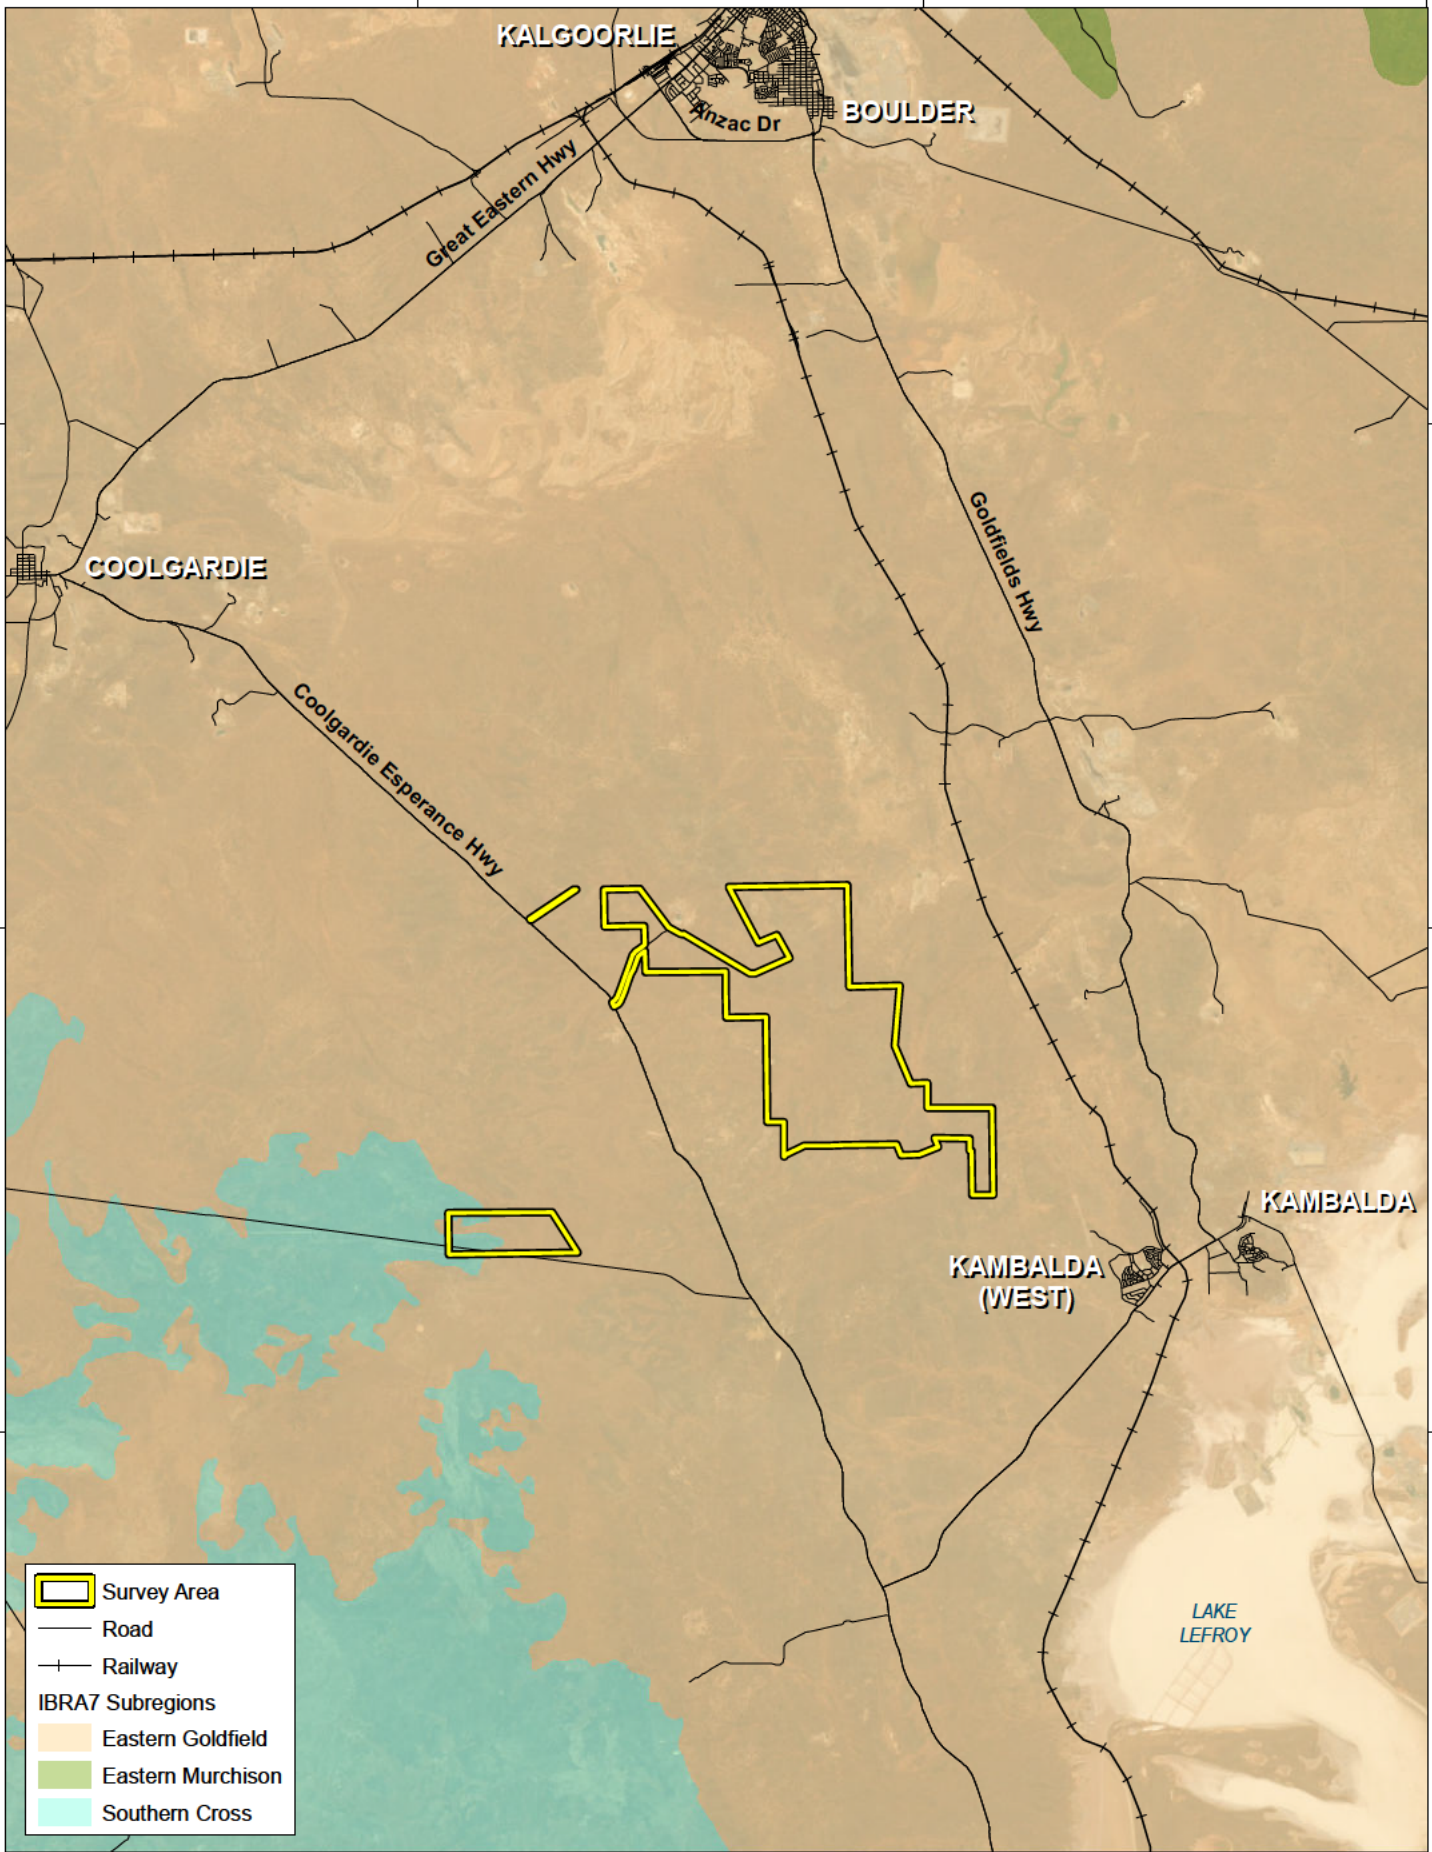 KALGOORLIE
BOULDER
Anzac Dr
Great Eastern Hwy
Goldfields Hwy
COOLGARDIE
Coolgardie Esperance Hwy
KAMBALDA
KAMBALDA
(WEST)
LAKE
LEFROY
Survey Area
Road
Railway
IBRA7 Subregions
Eastern Goldfield
Eastern Murchison
Southern Cross